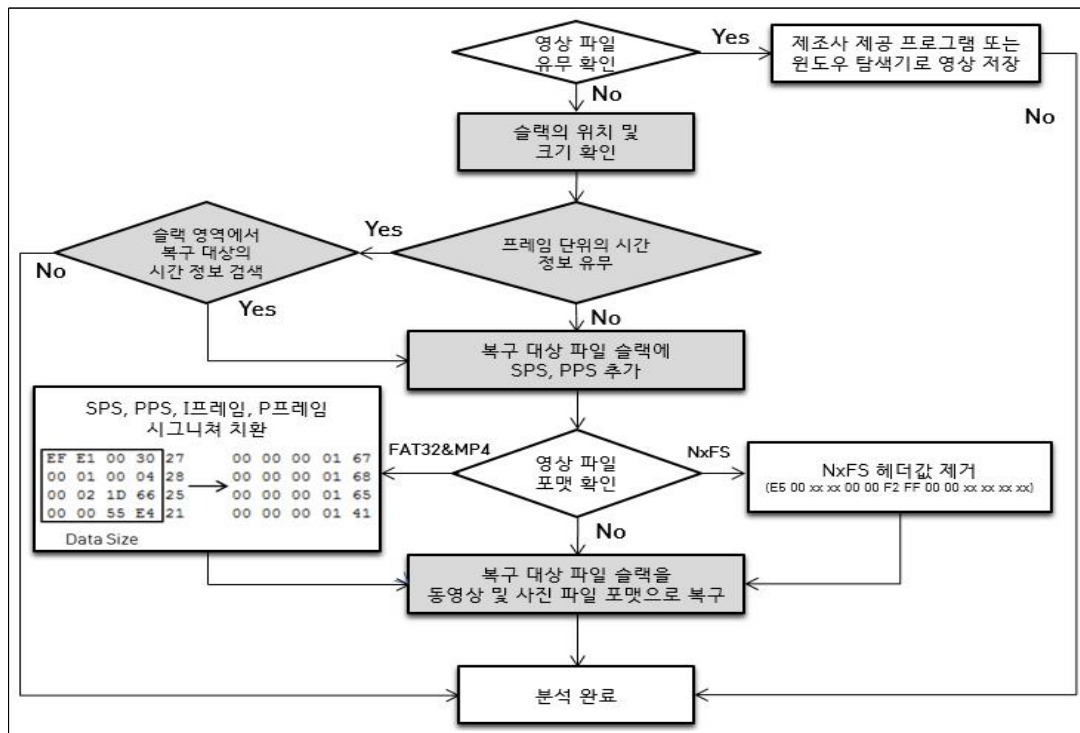 영상 파일
유무 확인
Yes
제조사 제공 프로그램 또는
윈도우 탐색기로 영상 저장
No
No
슬랙의 위치 및
크기 확인
슬랙 영역에서
복구 대상의
시간 정보 검색
Yes
프레임 단위의 시간
정보 유무
No
Yes
No
복구 대상 파일 슬랙에
SPS, PPS 추가
SPS, PPS, I프레임, P프레임
시그니쳐 치환
EF E1 00 30 27
00 00 00 01 67
00 01 00 04 28
00 00 00 01 68
00 02 1D 66 25
00 00 00 01 65
00 00 55 E4 21
00 00 00 01 41
Data Size
FAT32&MP4
영상 파일
포맷 확인
NxFS
NxFS 헤더값 제거
(E5 00 xx xx 00 00 F2 FF 00 00 xx xx xx xx)
No
복구 대상 파일 슬랙을
동영상 및 사진 파일 포맷으로 복구
분석 완료